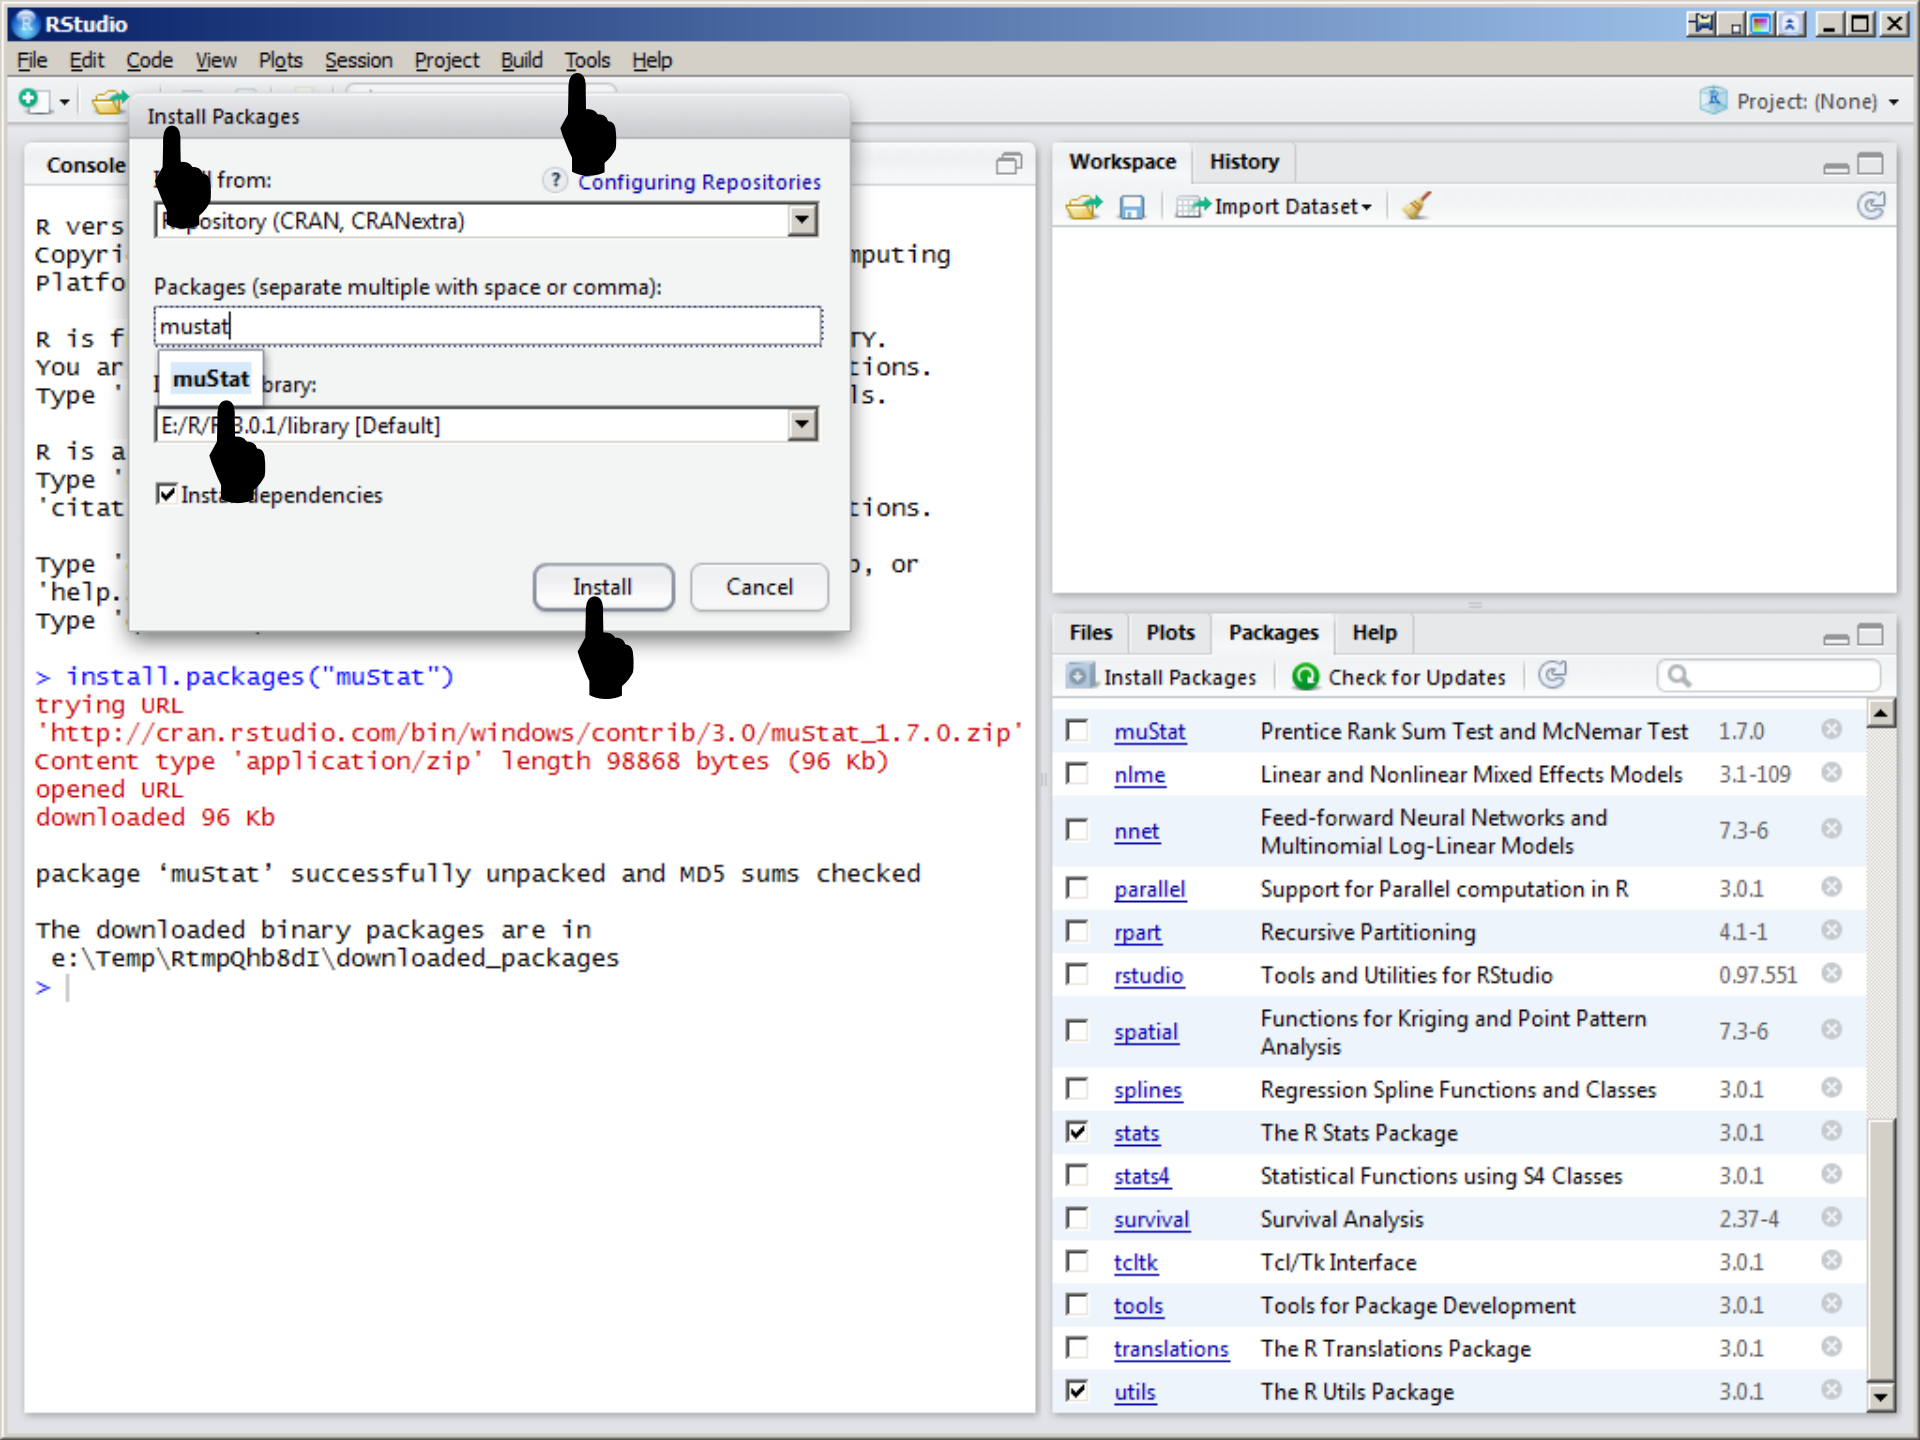 RStudio
File Edit Code View Plots Session Project Build Tools Help
Project: (None)
Install Packages
from:
? Configuring Repositories
Repository (CRAN, CRANextra)
Packages (separate multiple with space or comma):
mustat
muStat
brary:
E:/R/R-3.0.1/library [Default]
Install dependencies
Install Cancel
Console
R vers
Copyri mputing
Platfo
R is f TY.
You ar tions.
Type ' ls.
R is a
Type '
'citat tions.
Type ' p, or
'help.
Type '
> install.packages("muStat")
trying URL
'http://cran.rstudio.com/bin/windows/contrib/3.0/muStat_1.7.0.zip'
Content type 'application/zip' length 98868 bytes (96 Kb)
opened URL
downloaded 96 Kb
package ‘muStat’ successfully unpacked and MD5 sums checked
The downloaded binary packages are in
e:\Temp\RtmpQhb8dI\downloaded_packages
>
Workspace History
Import Dataset
Files Plots Packages Help
Install Packages Check for Updates
muStat Prentice Rank Sum Test and McNemar Test 1.7.0
nlme Linear and Nonlinear Mixed Effects Models 3.1-109
nnet Feed-forward Neural Networks and 7.3-6
Multinomial Log-Linear Models
parallel Support for Parallel computation in R 3.0.1
rpart Recursive Partitioning 4.1-1
rstudio Tools and Utilities for RStudio 0.97.551
spatial Functions for Kriging and Point Pattern 7.3-6
Analysis
splines Regression Spline Functions and Classes 3.0.1
stats The R Stats Package 3.0.1
stats4 Statistical Functions using S4 Classes 3.0.1
survival Survival Analysis 2.37-4
tcltk Tcl/Tk Interface 3.0.1
tools Tools for Package Development 3.0.1
translations The R Translations Package 3.0.1
utils The R Utils Package 3.0.1